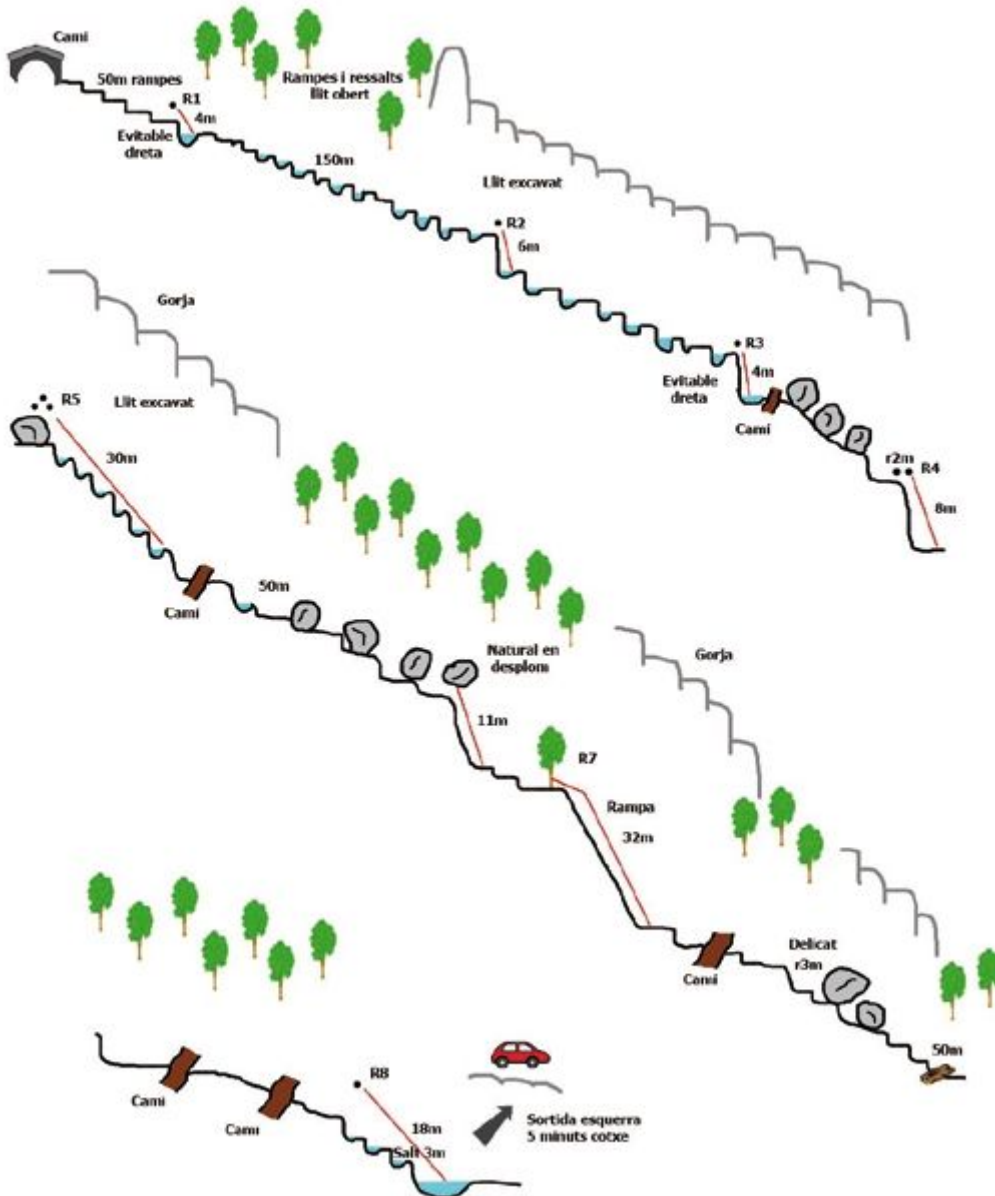 Camí
50m rampes
R1
4m
Evitable
dreta
Rampes i ressalts
llit obert
150m
Llit excavat
R2
6m
R3
4m
Evitable
dreta
Camí
r2m
R4
8m
Gorja
Llit excavat
R5
30m
Camí
50m
Natural en
desplom
11m
R7
Rampa
32m
Gorja
Camí
Delicat
r3m
50m
Camí
Camí
R8
18m
Salt 3m
Sortida esquerra
5 minuts cotxe